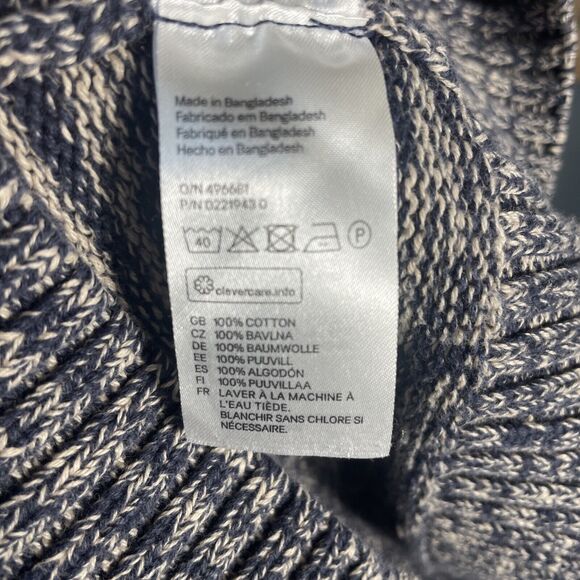 Made in Bangladesh
Fabricado em Bangladesh
Fabriqué en Bangladesh
Hecho en Bangladesh
O/N 496681
P/N 0221943 0
40 P
clevercare.info
GB 100% COTTON
CZ 100% BAVLNA
DE 100% BAUMWOLLE
EE 100% PUUVILL
ES 100% ALGODÓN
FI 100% PUUVILLAA
FR LAVER À LA MACHINE À
L'EAU TIÈDE.
BLANCHIR SANS CHLORE SI
NÉCESSAIRE.